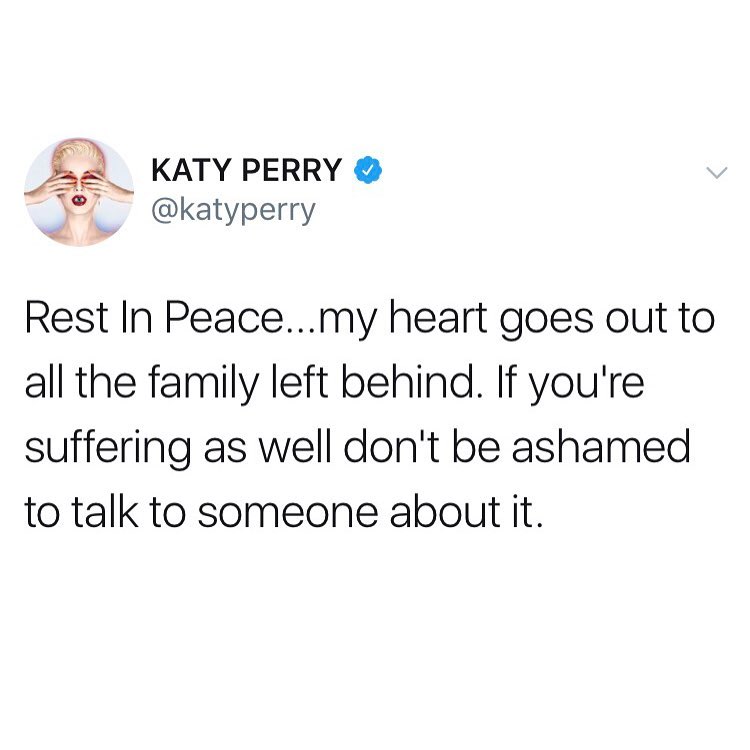 KATY PERRY
@katyperry
Rest In Peace...my heart goes out to
all the family left behind. If you're
suffering as well don't be ashamed
to talk to someone about it.